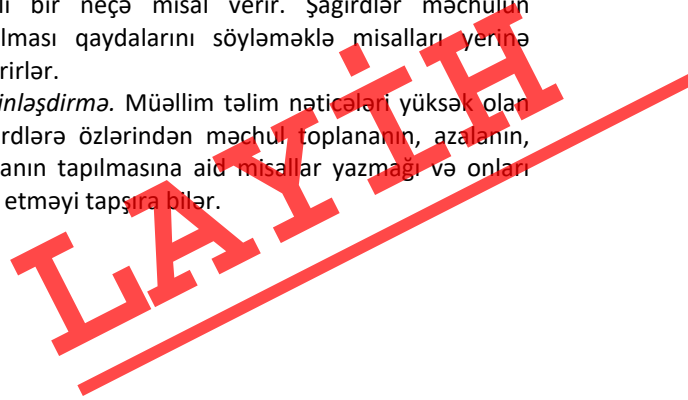 li bir neçə misal verir. Şagirdlər məchulun
lması qaydalarını söyləməklə misalları yerinə
rirlər.
inləşdirmə. Müəllim təlim nəticələri yüksək olan
rdlərə özlərindən məchul toplananın, azalanın,
anın tapılmasına aid misallar yazmağı və onları
etməyi tapşıra bilər.
LAYİH